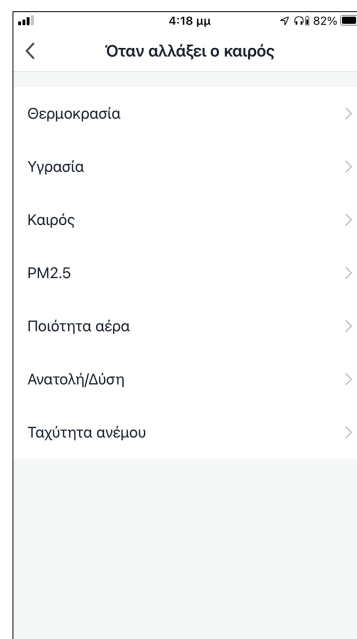 4:18 μμ 82%
Όταν αλλάξει ο καιρός
Θερμοκρασία
Υγρασία
Καιρός
PM2.5
Ποιότητα αέρα
Ανατολή/Δύση
Ταχύτητα ανέμου